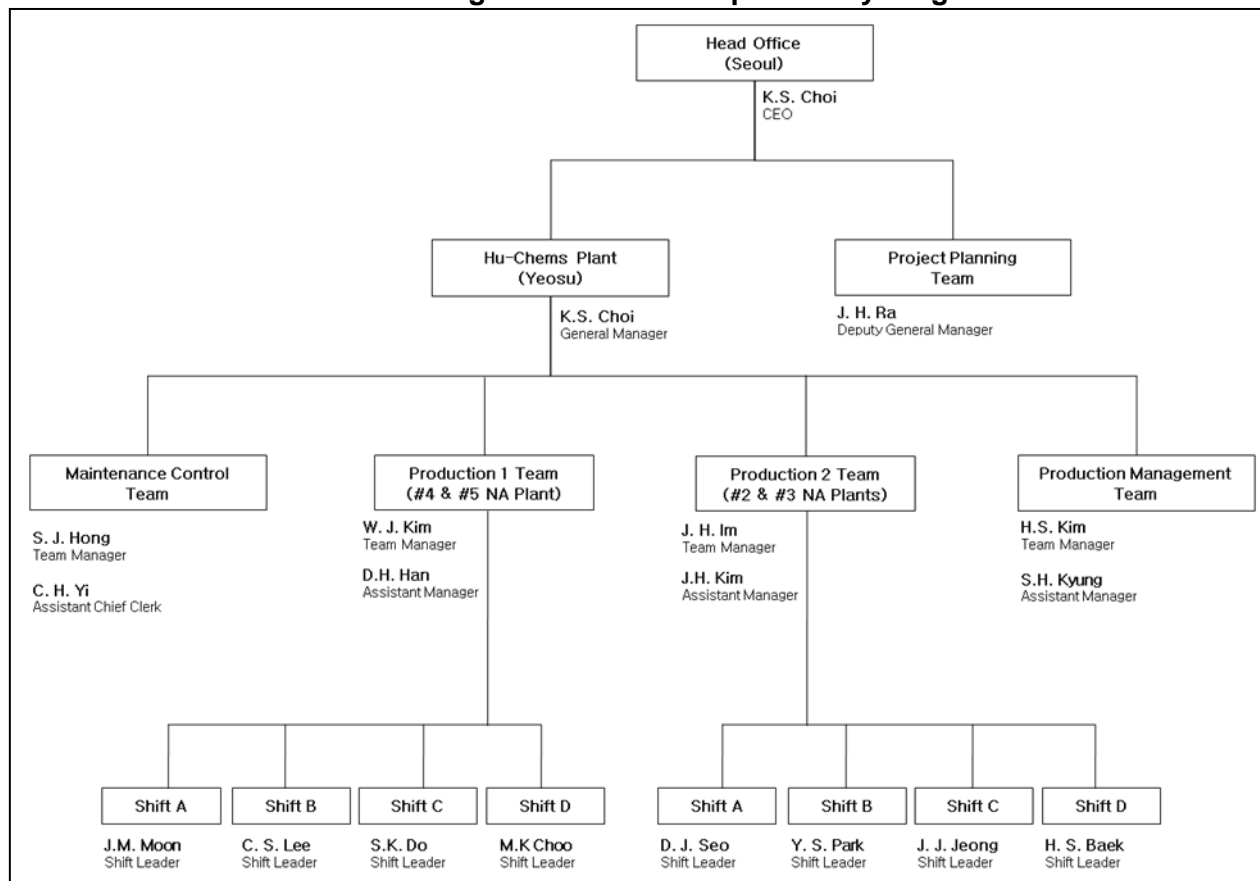 Head Office
(Seoul)
K.S. Choi
CEO
Hu-Chems Plant
(Yeosu)
K.S. Choi
General Manager
Project Planning
Team
J. H. Ra
Deputy General Manager
Maintenance Control
Team
S. J. Hong
Team Manager
C. H. Yi
Assistant Chief Clerk
Production 1 Team
(#4 & #5 NA Plant)
W. J. Kim
Team Manager
D.H. Han
Assistant Manager
Production 2 Team
(#2 & #3 NA Plants)
J. H. Im
Team Manager
J.H. Kim
Assistant Manager
Production Management
Team
H.S. Kim
Team Manager
S.H. Kyung
Assistant Manager
Shift A
J.M. Moon
Shift Leader
Shift B
C. S. Lee
Shift Leader
Shift C
S.K. Do
Shift Leader
Shift D
M.K Choo
Shift Leader
Shift A
D. J. Seo
Shift Leader
Shift B
Y. S. Park
Shift Leader
Shift C
J. J. Jeong
Shift Leader
Shift D
H. S. Baek
Shift Leader